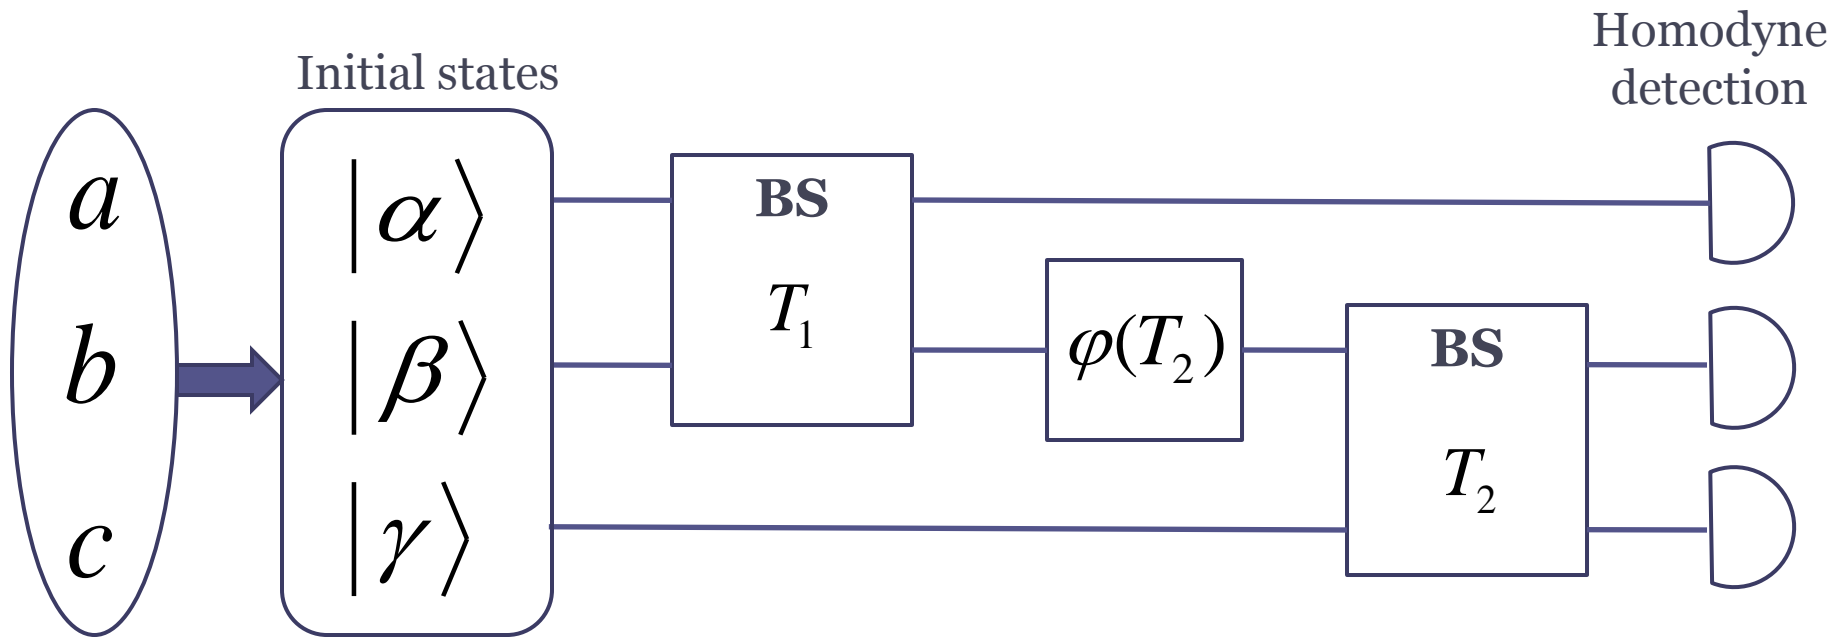 Homodyne
detection
Initial states
a
b
c
|α⟩
|β⟩
|γ⟩
BS
T₁
φ(T₂)
BS
T₂